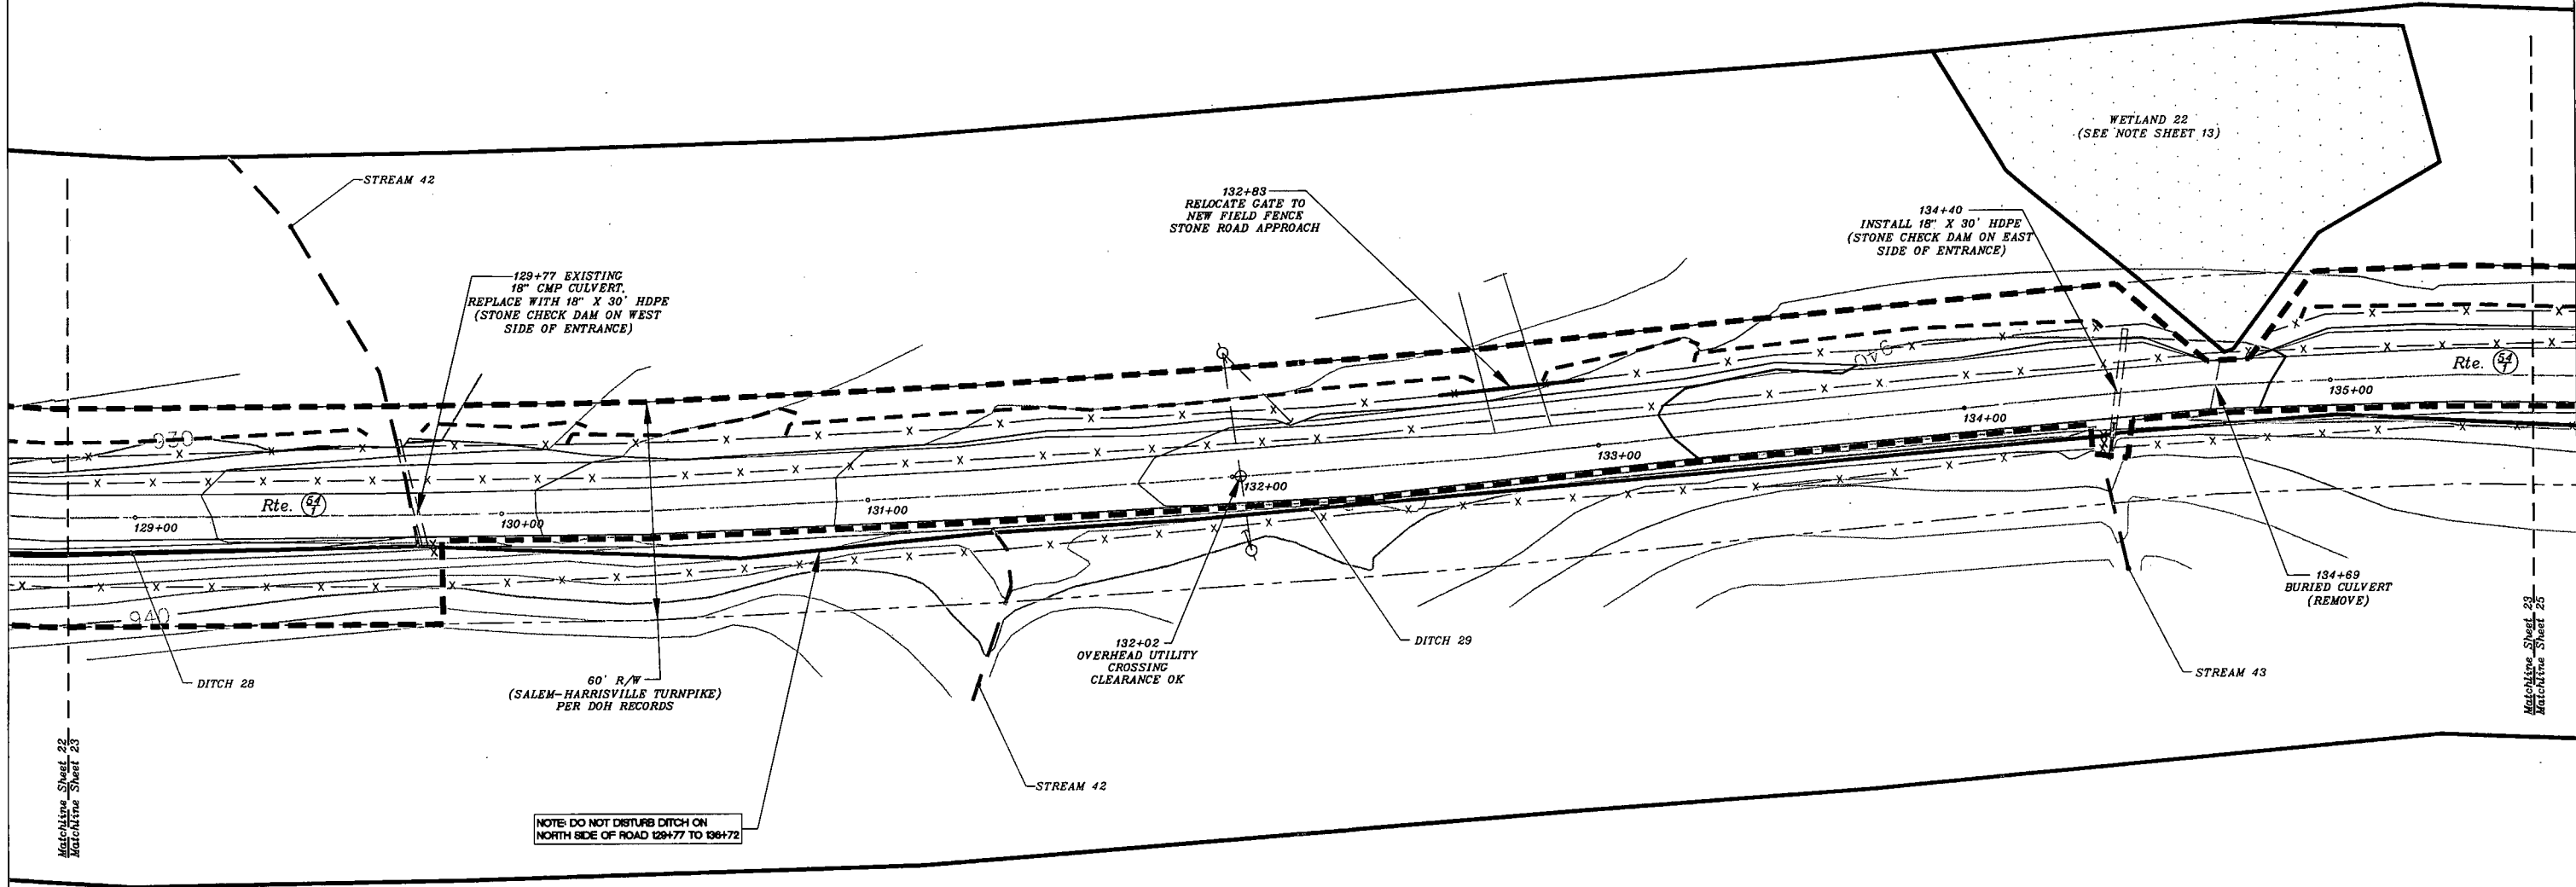 WETLAND 22
(SEE NOTE SHEET 13)
STREAM 42
132+83
RELOCATE GATE TO
NEW FIELD FENCE
STONE ROAD APPROACH
134+40
INSTALL 18" X 30' HDPE
(STONE CHECK DAM ON EAST
SIDE OF ENTRANCE)
129+77 EXISTING
18" CMP CULVERT,
REPLACE WITH 18" X 30' HDPE
(STONE CHECK DAM ON WEST
SIDE OF ENTRANCE)
940
Rte. 54/1
135+00
134+00
930
133+00
132+00
Rte. 54/1
131+00
130+00
129+00
134+69
BURIED CULVERT
(REMOVE)
940
DITCH 29
132+02
OVERHEAD UTILITY
CROSSING
CLEARANCE OK
STREAM 43
DITCH 28
60' R/W
(SALEM-HARRISVILLE TURNPIKE)
PER DOH RECORDS
Matchline Sheet 23
Matchline Sheet 25
STREAM 42
Matchline Sheet 22
Matchline Sheet 23
NOTE: DO NOT DISTURB DITCH ON
NORTH SIDE OF ROAD 129+77 TO 136+72